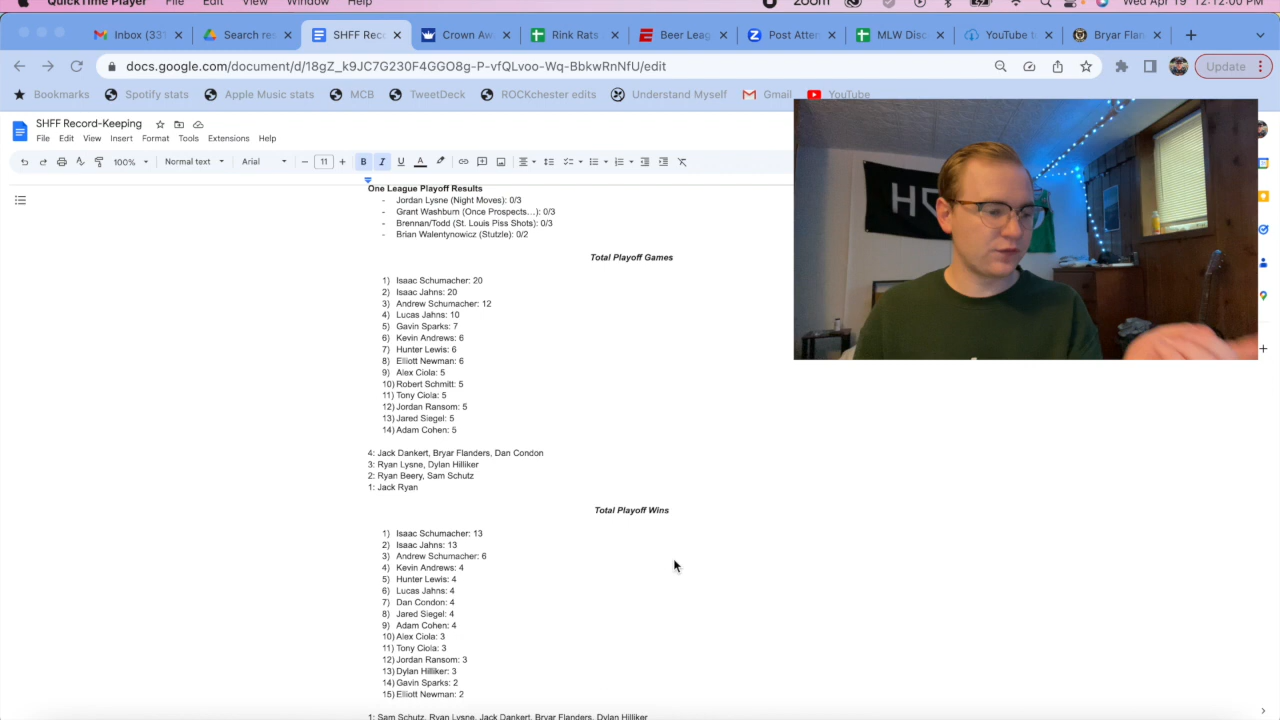 QuickTime Player File Edit View Window Help zoom Wed Apr 19 12:12:00 PM
Inbox (331 Search res SHFF Reco Crown Aw Rink Rats Beer Leag Post Atten MLW Disc YouTube to Bryar Flan
docs.google.com/document/d/18gZ_k9JC7G230F4GGO8g-P-vfQLvoo-Wq-BbkwRnNfU/edit Update
Bookmarks Spotify stats Apple Music stats MCB TweetDeck ROCKchester edits Understand Myself Gmail YouTube
SHFF Record-Keeping
File Edit View Insert Format Tools Extensions Help
100% Normal text Arial 11 B I U A
One League Playoff Results
- Jordan Lysne (Night Moves): 0/3
- Grant Washburn (Once Prospects…): 0/3
- Brennan/Todd (St. Louis Piss Shots): 0/3
- Brian Walentynowicz (Stutzle): 0/2
Total Playoff Games
1) Isaac Schumacher: 20
2) Isaac Jahns: 20
3) Andrew Schumacher: 12
4) Lucas Jahns: 10
5) Gavin Sparks: 7
6) Kevin Andrews: 6
7) Hunter Lewis: 6
8) Elliott Newman: 6
9) Alex Ciola: 5
10) Robert Schmitt: 5
11) Tony Ciola: 5
12) Jordan Ransom: 5
13) Jared Siegel: 5
14) Adam Cohen: 5
4: Jack Dankert, Bryar Flanders, Dan Condon
3: Ryan Lysne, Dylan Hilliker
2: Ryan Beery, Sam Schutz
1: Jack Ryan
Total Playoff Wins
1) Isaac Schumacher: 13
2) Isaac Jahns: 13
3) Andrew Schumacher: 6
4) Kevin Andrews: 4
5) Hunter Lewis: 4
6) Lucas Jahns: 4
7) Dan Condon: 4
8) Jared Siegel: 4
9) Adam Cohen: 4
10) Alex Ciola: 3
11) Tony Ciola: 3
12) Jordan Ransom: 3
13) Dylan Hilliker: 3
14) Gavin Sparks: 2
15) Elliott Newman: 2
1: Sam Schutz, Ryan Lysne, Jack Dankert, Bryar Flanders, Dylan Hilliker